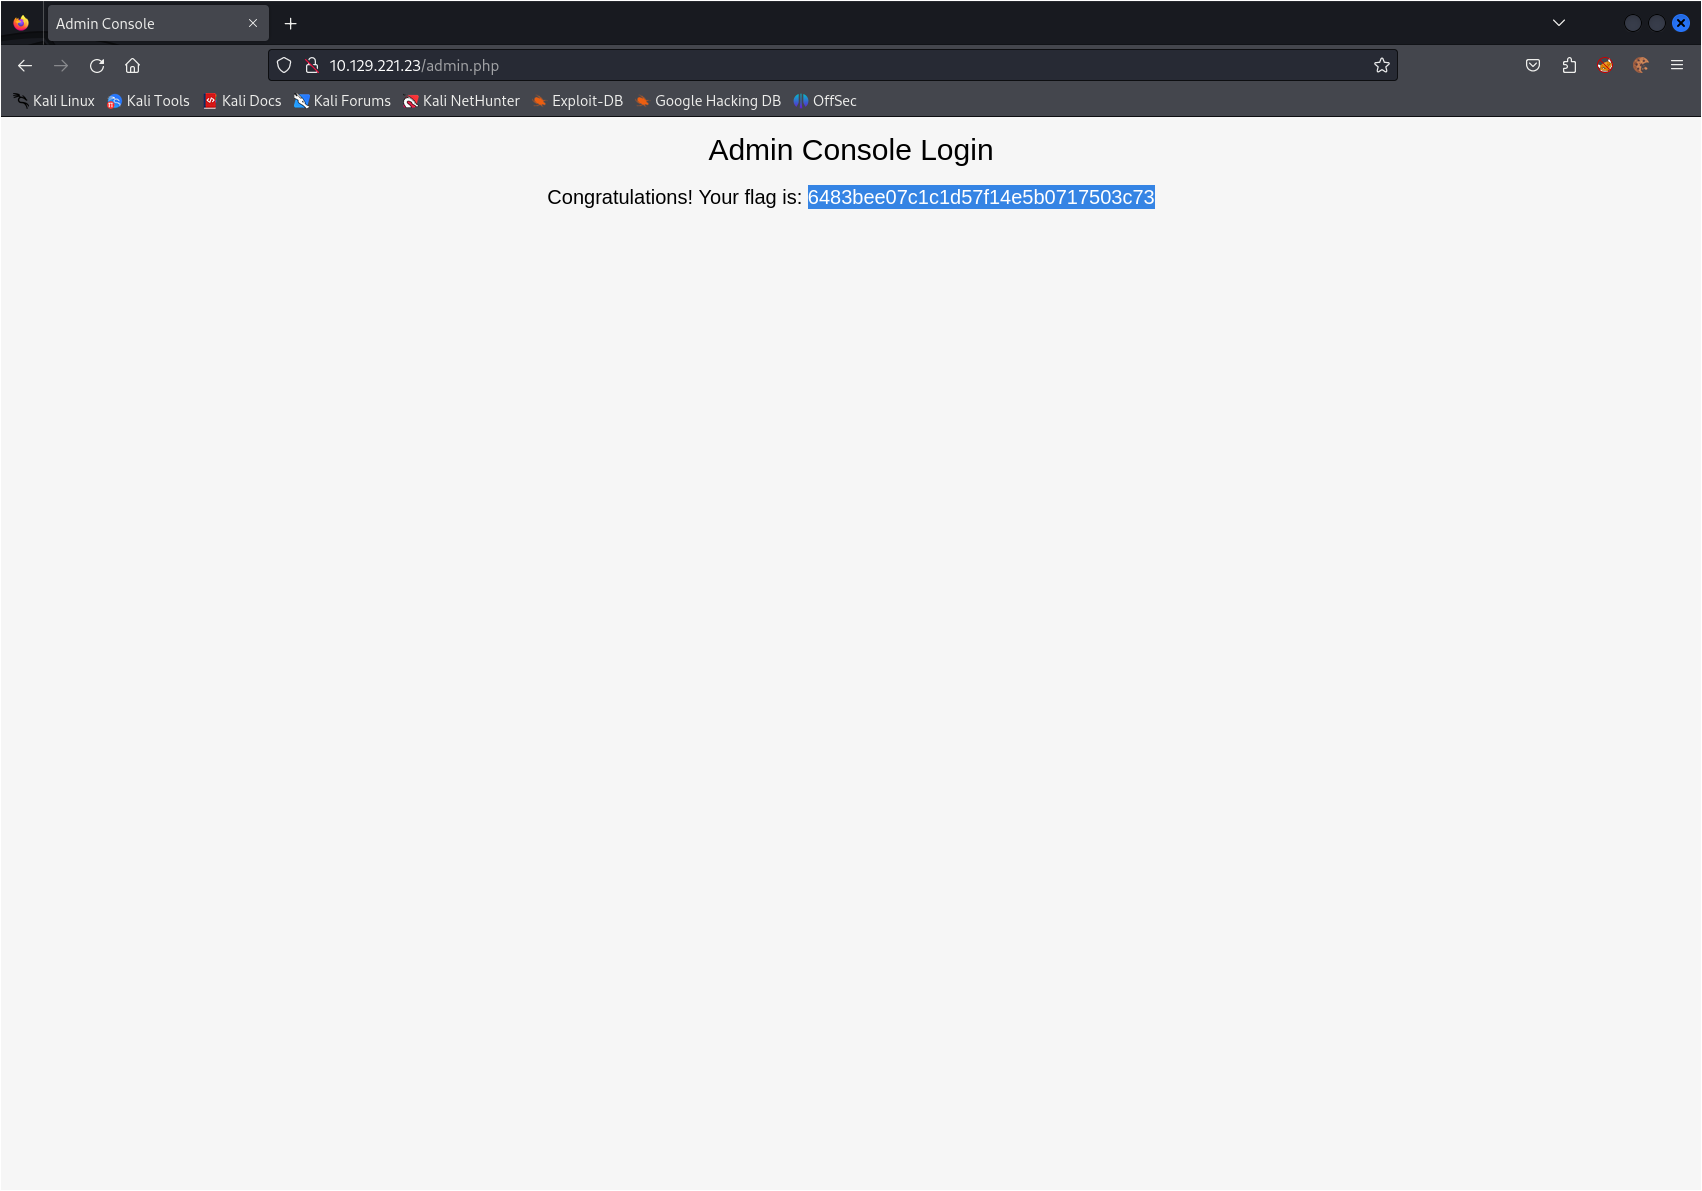 Admin Console
10.129.221.23/admin.php
Kali Linux Kali Tools Kali Docs Kali Forums Kali NetHunter Exploit-DB Google Hacking DB OffSec
Admin Console Login
Congratulations! Your flag is: 6483bee07c1c1d57f14e5b0717503c73